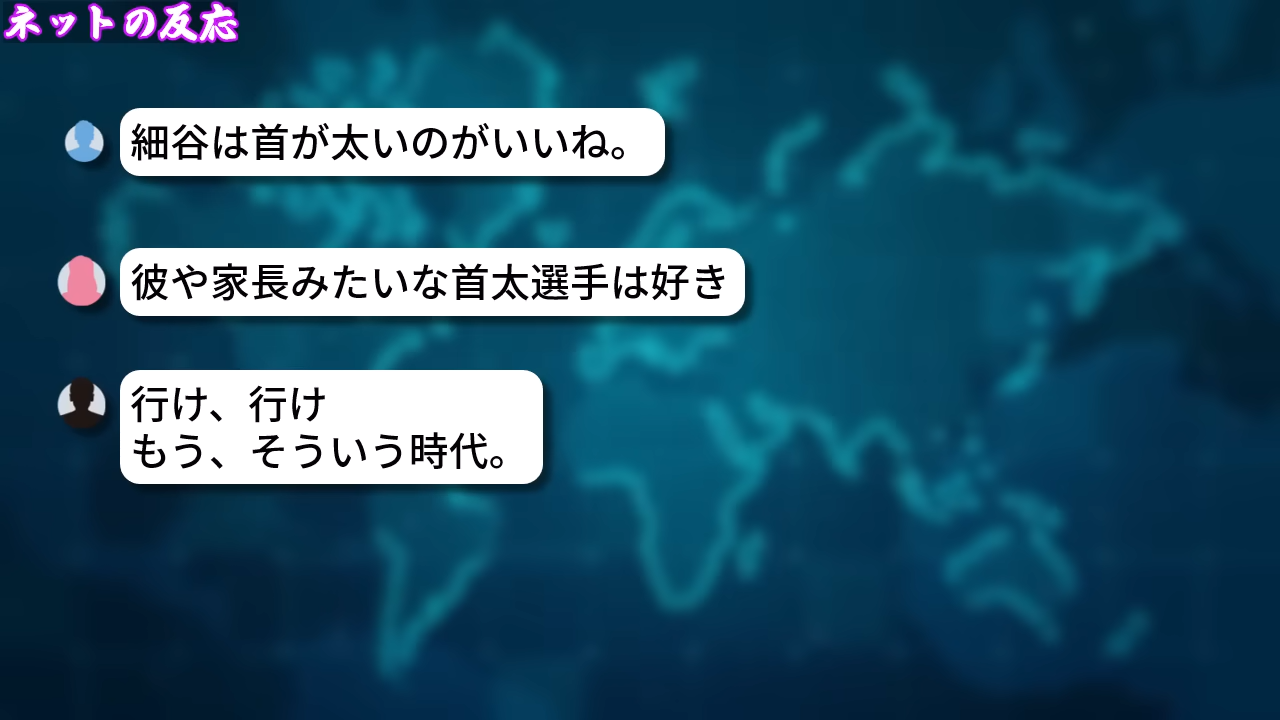 ネットの反応
細谷は首が太いのがいいね。
彼や家長みたいな首太選手は好き
行け、行け
もう、そういう時代。